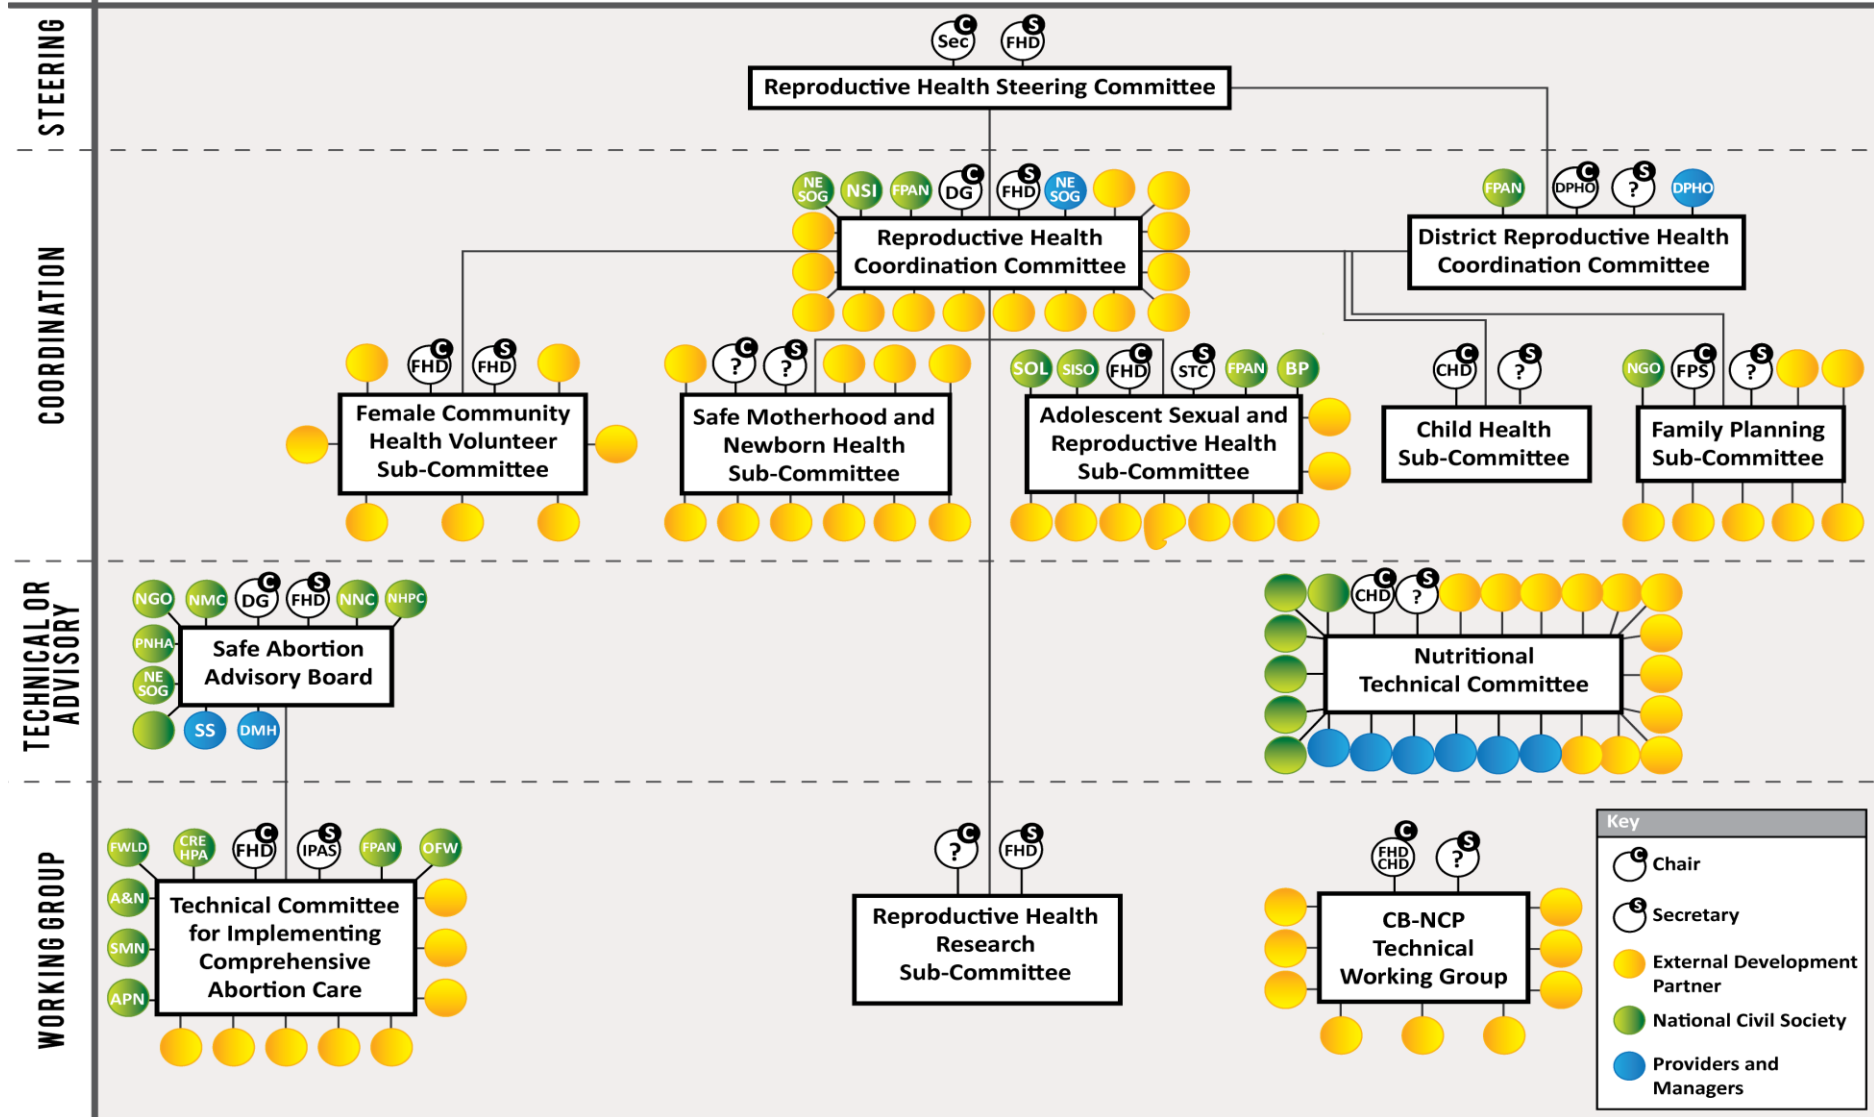 STEERING
C
S
Sec
FHD
Reproductive Health Steering Committee
COORDINATION
NE
SOG
NSI
FPAN
C
DG
S
FHD
NE
SOG
Reproductive Health
Coordination Committee
FPAN
C
DPHO
S
?
DPHO
District Reproductive Health
Coordination Committee
C
FHD
S
FHD
Female Community
Health Volunteer
Sub-Committee
C
?
S
?
Safe Motherhood and
Newborn Health
Sub-Committee
SOL
SISO
C
FHD
S
STC
FPAN
BP
Adolescent Sexual and
Reproductive Health
Sub-Committee
C
CHD
S
?
Child Health
Sub-Committee
NGO
C
FPS
S
?
Family Planning
Sub-Committee
TECHNICAL OR
ADVISORY
NGO
NMC
C
DG
S
FHD
NNC
NHPC
PNHA
NE
SOG
Safe Abortion
Advisory Board
SS
DMH
C
CHD
S
?
Nutritional
Technical Committee
WORKING GROUP
FWLD
CRE
HPA
C
FHD
S
IPAS
FPAN
OFW
A&N
SMN
APN
Technical Committee
for Implementing
Comprehensive
Abortion Care
C
?
S
FHD
Reproductive Health
Research
Sub-Committee
C
FHD
CHD
S
?
CB-NCP
Technical
Working Group
Key
C
Chair
S
Secretary
External Development
Partner
National Civil Society
Providers and
Managers